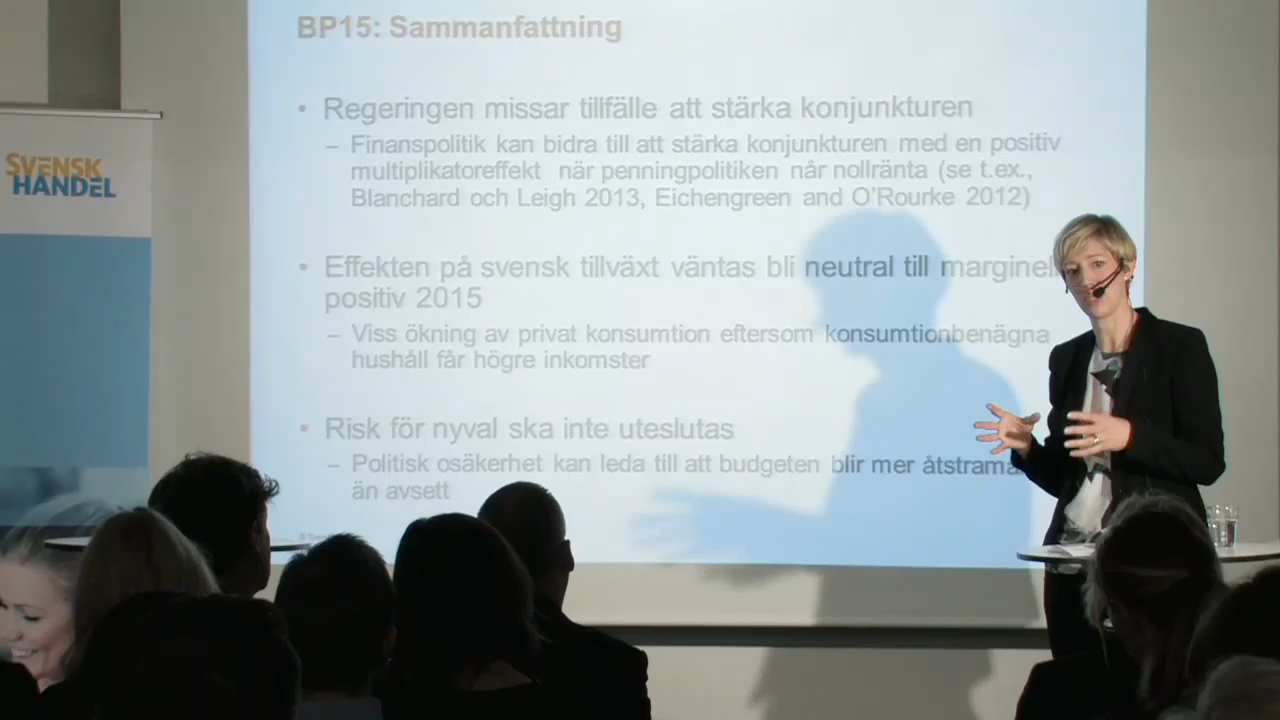 BP15: Sammanfattning
SVENSK
HANDEL
• Regeringen missar tillfälle att stärka konjunkturen
– Finanspolitik kan bidra till att stärka konjunkturen med en positiv
multiplikatoreffekt när penningpolitiken når nollränta (se t.ex.,
Blanchard och Leigh 2013, Eichengreen and O'Rourke 2012)
• Effekten på svensk tillväxt väntas bli neutral till marginell
positiv 2015
– Viss ökning av privat konsumtion eftersom konsumtionbenägna
hushåll får högre inkomster
• Risk för nyval ska inte uteslutas
– Politisk osäkerhet kan leda till att budgeten blir mer
än avsett